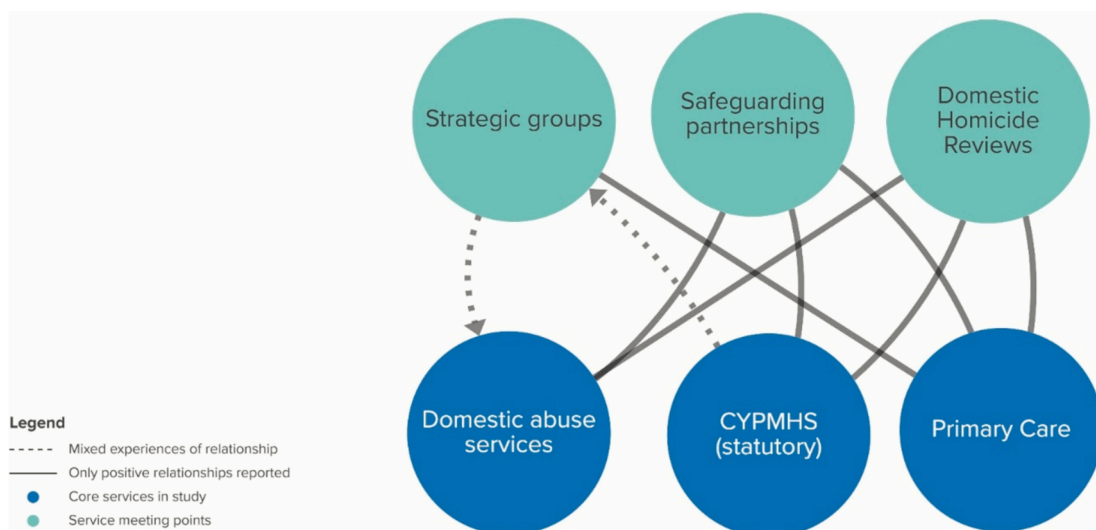 Strategic groups
Safeguarding
partnerships
Domestic
Homicide
Reviews
Domestic abuse
services
CYPMHS
(statutory)
Primary Care
Legend
Mixed experiences of relationship
Only positive relationships reported
Core services in study
Service meeting points